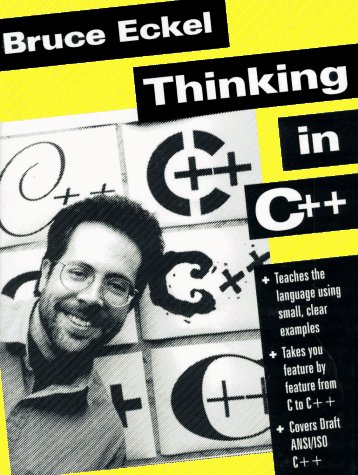 Bruce Eckel
Thinking
in
C++
C++
C++
C++
C++
C
+ Teaches the
language using
small, clear
examples
+ Takes you
feature by
feature from
C to C++
+ Covers Draft
ANSI/ISO
C++